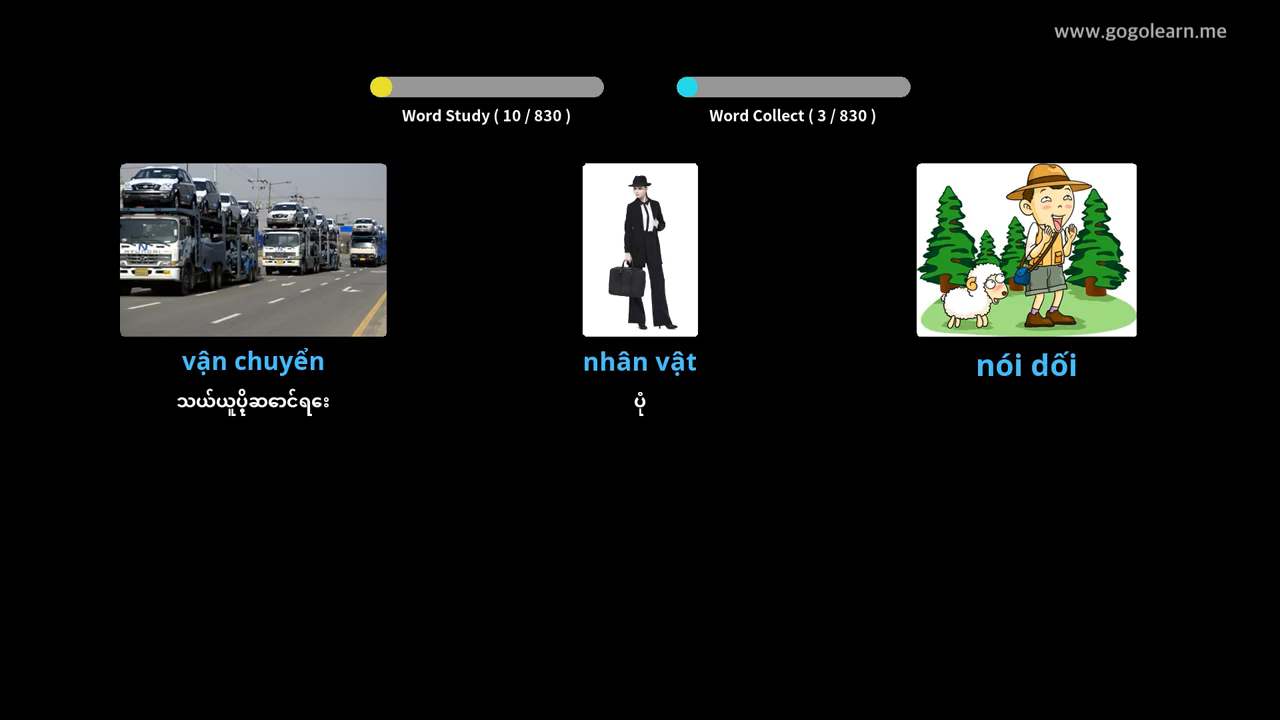 www.gogolearn.me
Word Study ( 10 / 830 )
Word Collect ( 3 / 830 )
vận chuyển
nhân vật
nói dối
သယ်ယူပို့ဆောင်ရေး
ပုံ